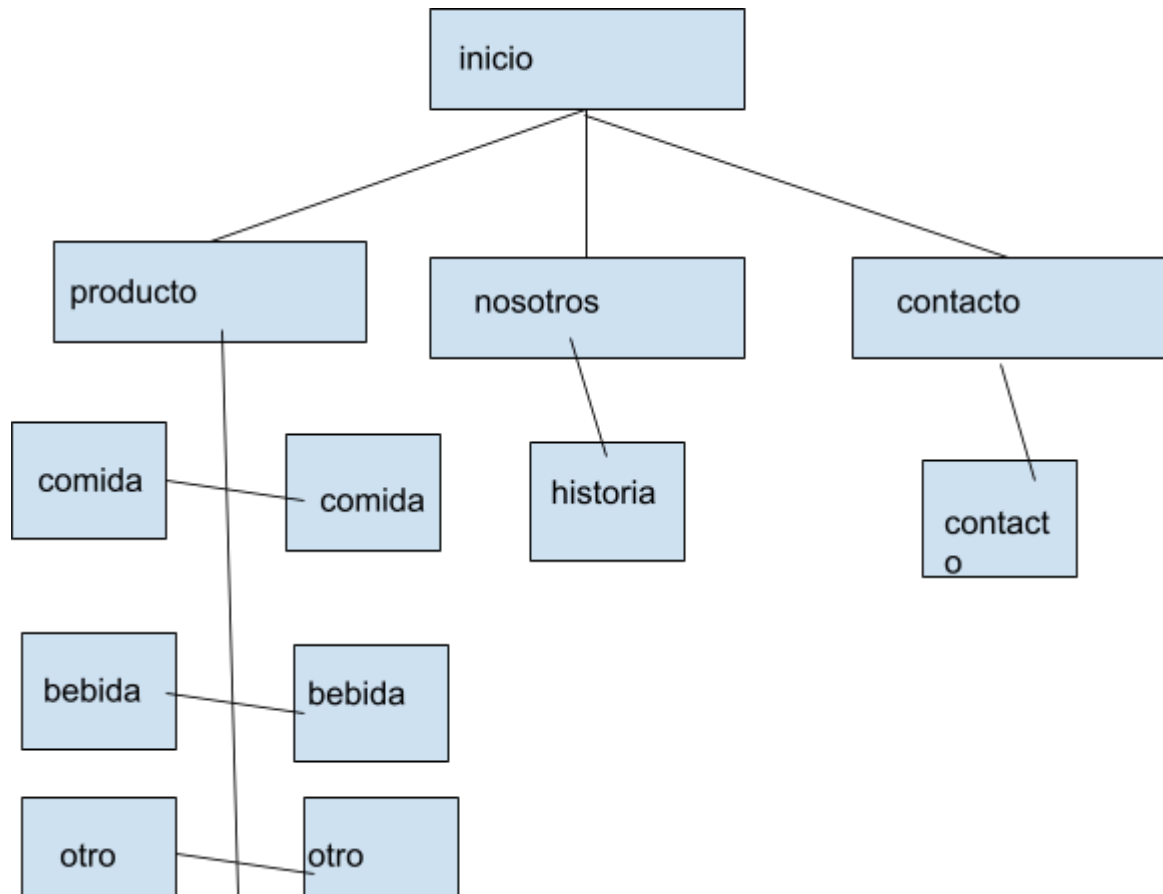 inicio
producto
nosotros
contacto
comida
comida
historia
contact
o
bebida
bebida
otro
otro